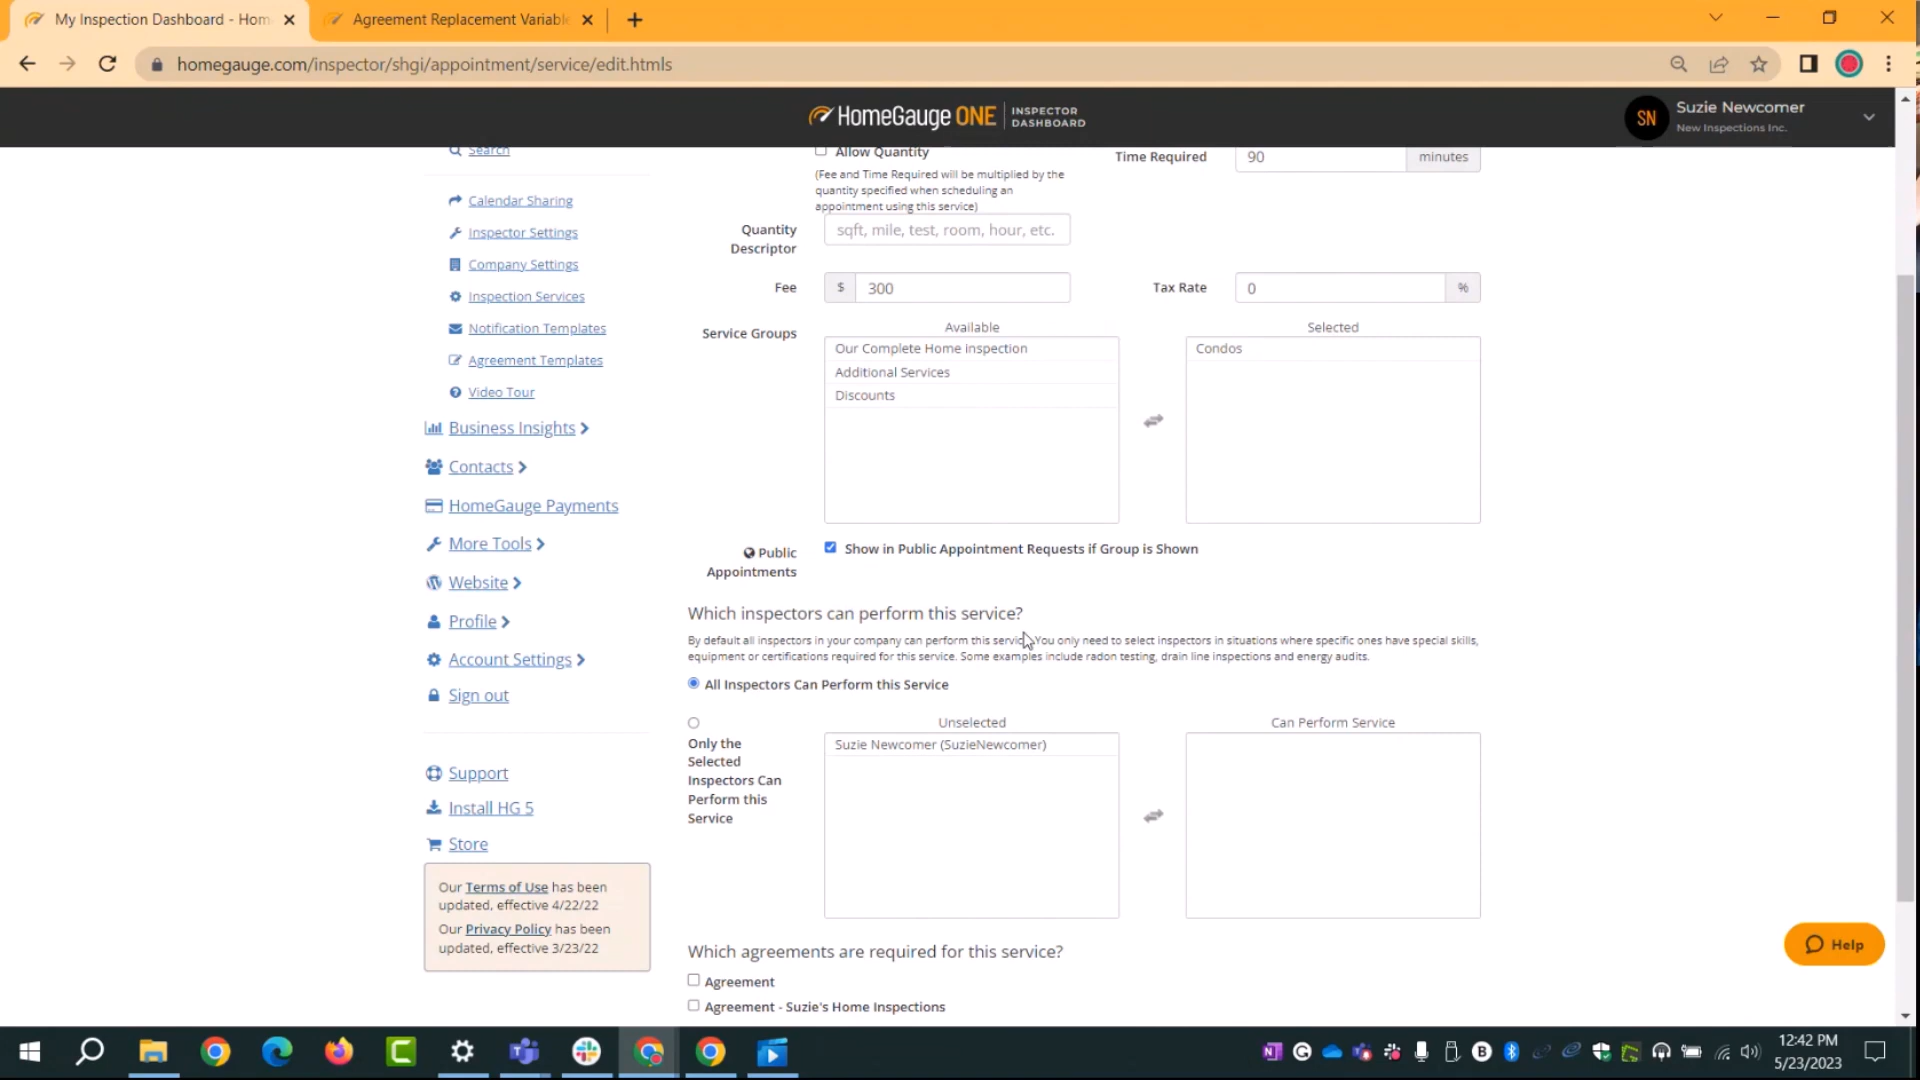 My Inspection Dashboard - Hom
Agreement Replacement Variabl
homegauge.com/inspector/shgi/appointment/service/edit.htmls
HomeGauge ONE
INSPECTOR
DASHBOARD
SN
Suzie Newcomer
New Inspections Inc.
Search
Calendar Sharing
Inspector Settings
Company Settings
Inspection Services
Notification Templates
Agreement Templates
Video Tour
Business Insights
Contacts
HomeGauge Payments
More Tools
Website
Profile
Account Settings
Sign out
Support
Install HG 5
Store
Our Terms of Use has been
updated, effective 4/22/22
Our Privacy Policy has been
updated, effective 3/23/22
Allow Quantity
(Fee and Time Required will be multiplied by the
quantity specified when scheduling an
appointment using this service)
Time Required
90
minutes
Quantity
Descriptor
sqft, mile, test, room, hour, etc.
Fee
$
300
Tax Rate
0
%
Service Groups
Available
Our Complete Home inspection
Additional Services
Discounts
Selected
Condos
Public
Appointments
Show in Public Appointment Requests if Group is Shown
Which inspectors can perform this service?
By default all inspectors in your company can perform this servic You only need to select inspectors in situations where specific ones have special skills,
equipment or certifications required for this service. Some examples include radon testing, drain line inspections and energy audits.
All Inspectors Can Perform this Service
Only the
Selected
Inspectors Can
Perform this
Service
Unselected
Suzie Newcomer (SuzieNewcomer)
Can Perform Service
Which agreements are required for this service?
Agreement
Agreement - Suzie's Home Inspections
Help
12:42 PM
5/23/2023